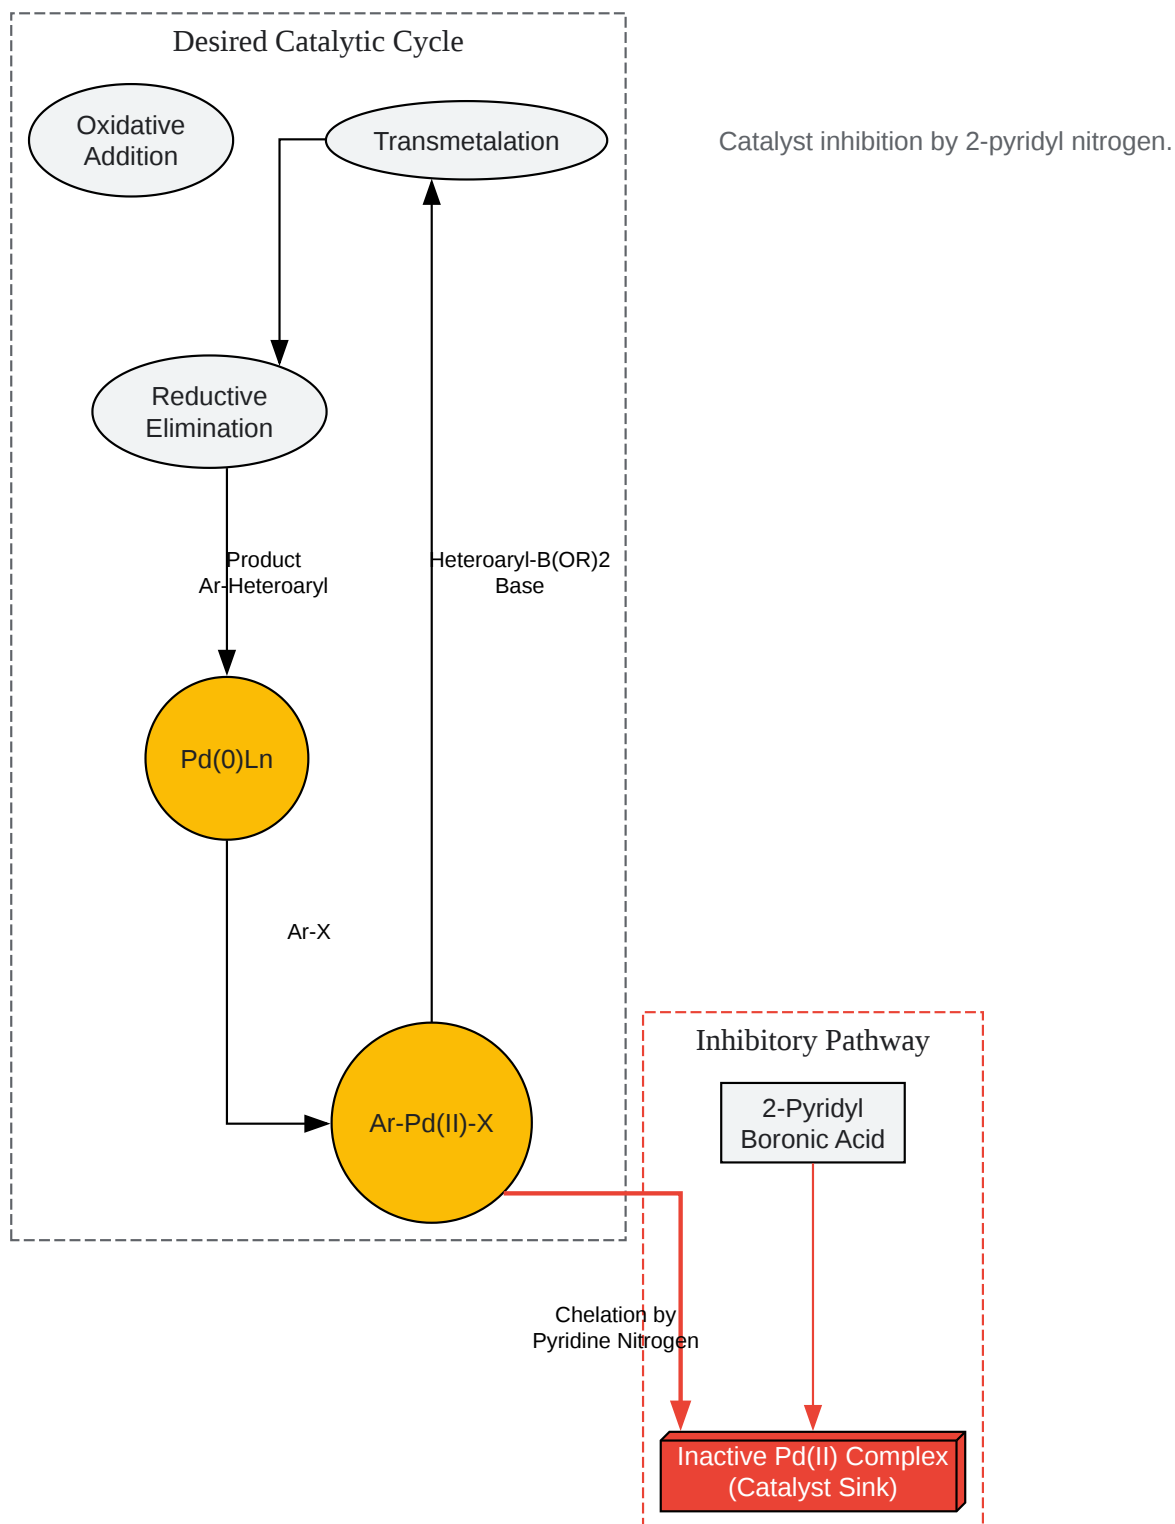 Desired Catalytic Cycle
Oxidative
Addition
Transmetalation
Catalyst inhibition by 2-pyridyl nitrogen.
Reductive
Elimination
Product
Ar-Heteroaryl
Heteroaryl-B(OR)2
Base
Pd(0)Ln
Ar-X
Ar-Pd(II)-X
Inhibitory Pathway
2-Pyridyl
Boronic Acid
Chelation by
Pyridine Nitrogen
Inactive Pd(II) Complex
(Catalyst Sink)